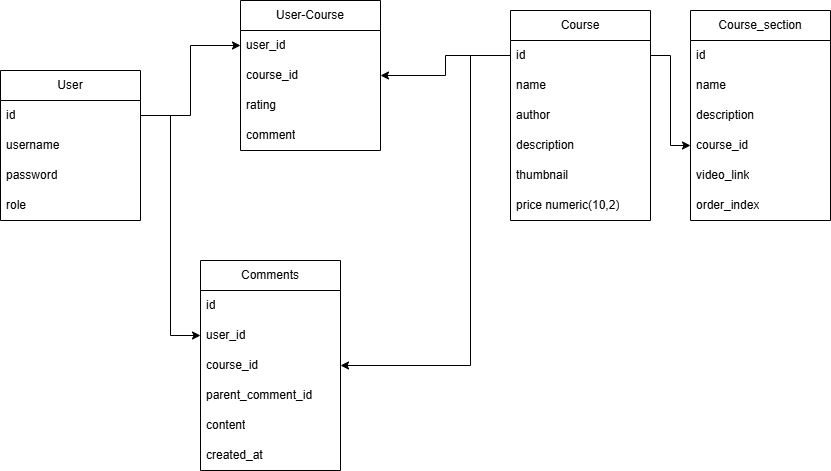 User-Course
user_id
course_id
rating
comment
Course
id
name
author
description
thumbnail
price numeric(10,2)
Course_section
id
name
description
course_id
video_link
order_index
User
id
username
password
role
Comments
id
user_id
course_id
parent_comment_id
content
created_at